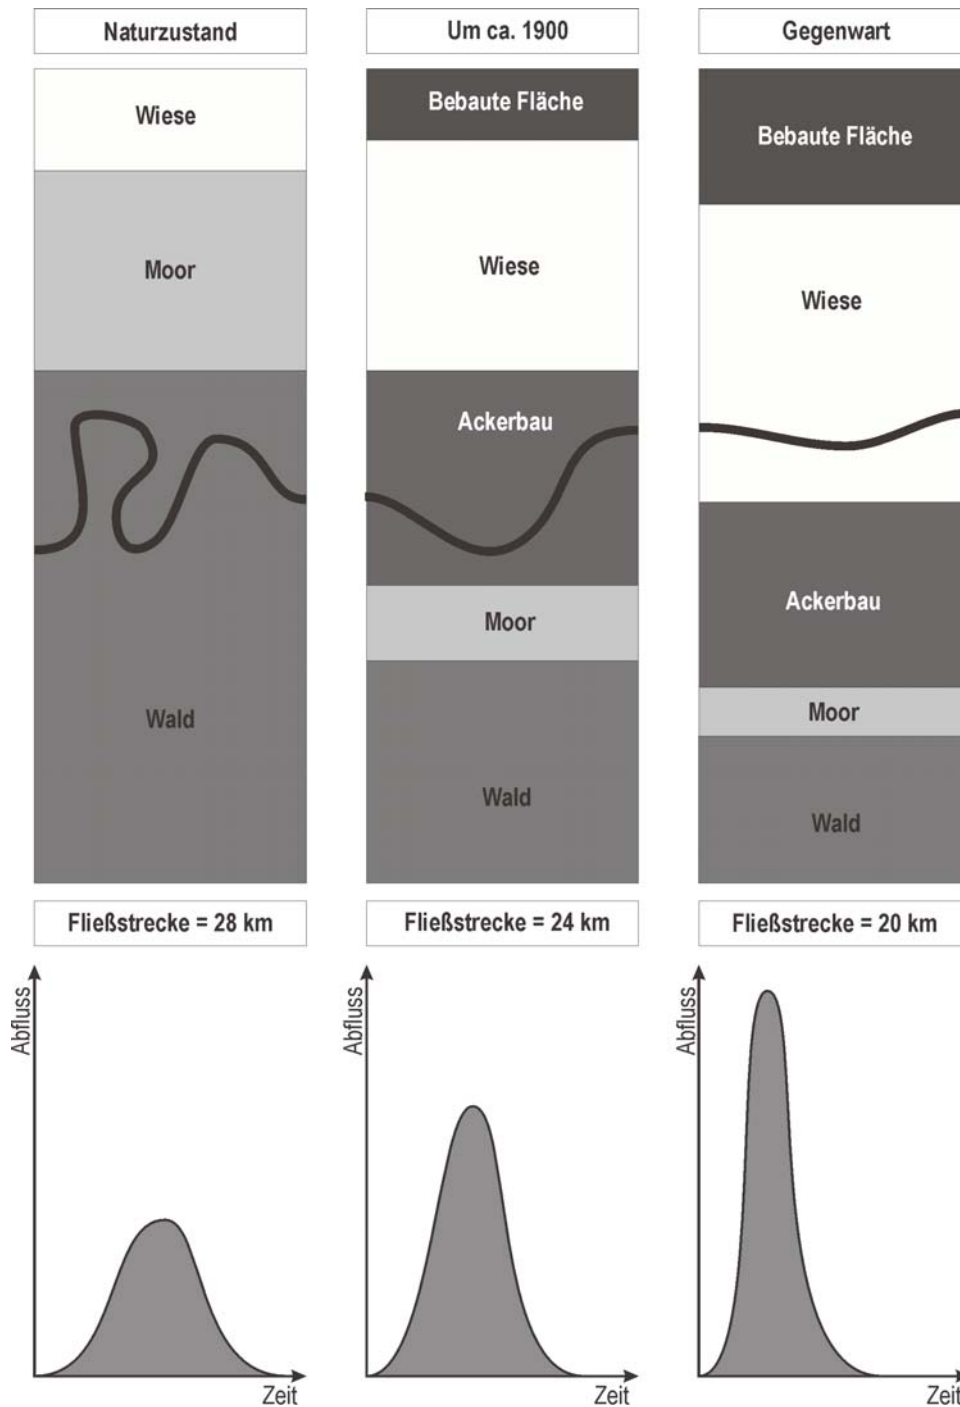 Naturzustand
Wiese
Moor
Wald
Fließstrecke = 28 km
Abfluss
Zeit
Um ca. 1900
Bebaute Fläche
Wiese
Ackerbau
Moor
Wald
Fließstrecke = 24 km
Abfluss
Zeit
Gegenwart
Bebaute Fläche
Wiese
Ackerbau
Moor
Wald
Fließstrecke = 20 km
Abfluss
Zeit